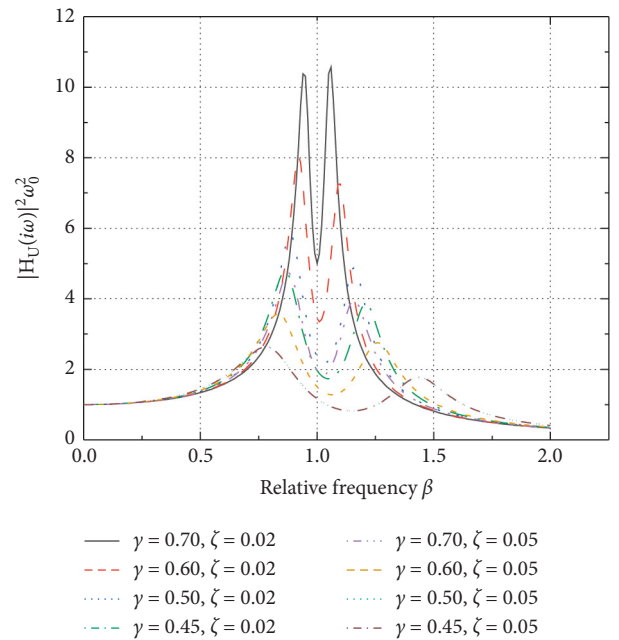 12
10
8
6
4
2
0
|H_U(iω)|²ω₀²
0.0
0.5
1.0
1.5
2.0
Relative frequency β
γ = 0.70, ζ = 0.02
γ = 0.60, ζ = 0.02
γ = 0.50, ζ = 0.02
γ = 0.45, ζ = 0.02
γ = 0.70, ζ = 0.05
γ = 0.60, ζ = 0.05
γ = 0.50, ζ = 0.05
γ = 0.45, ζ = 0.05